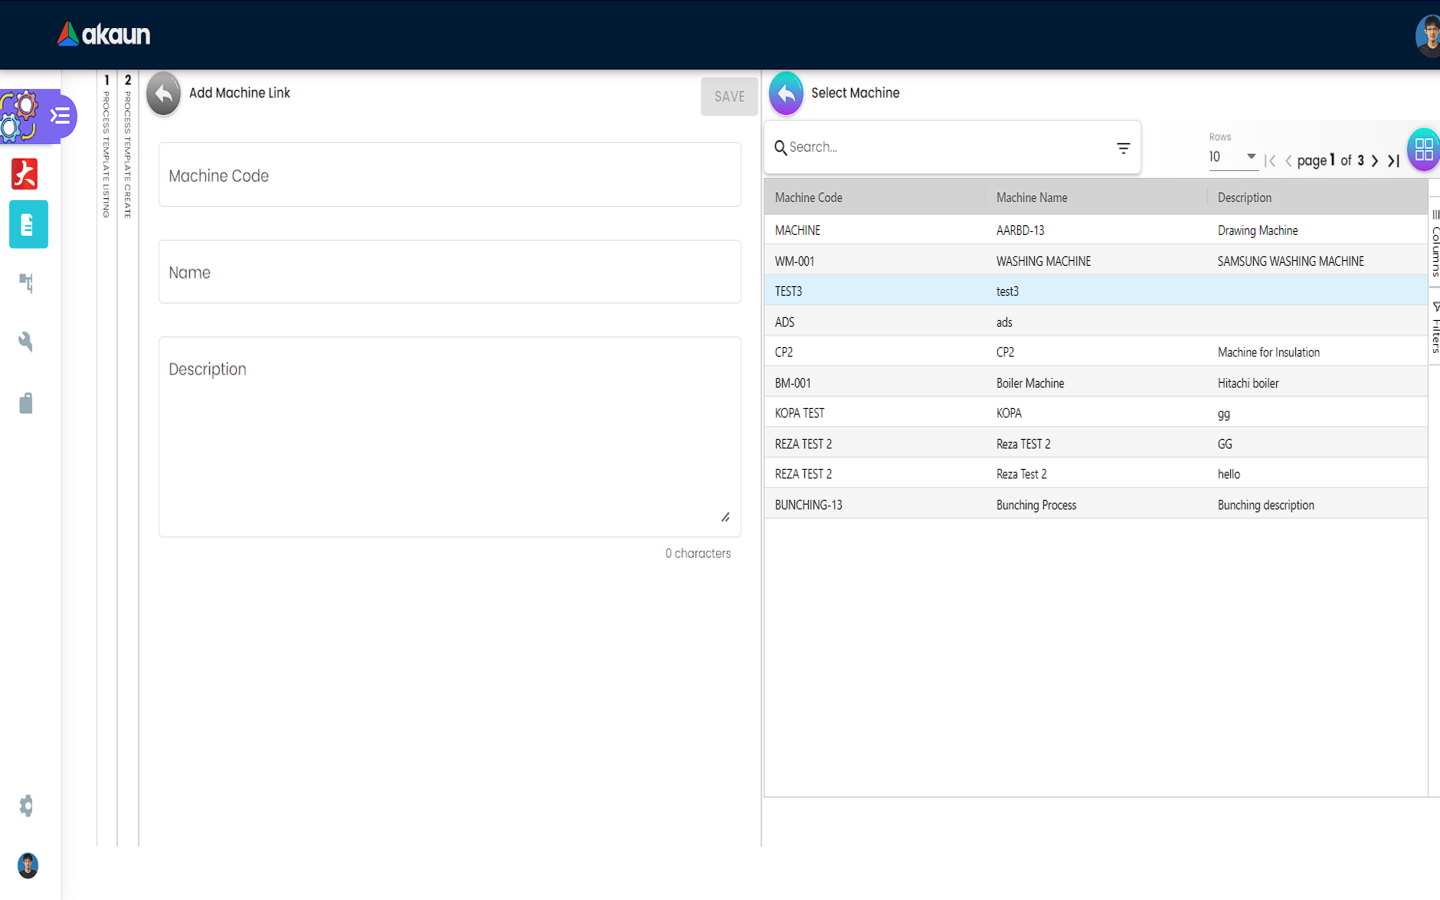 akaun
1 PROCESS TEMPLATE LISTING
2 PROCESS TEMPLATE CREATE
Add Machine Link
SAVE
Machine Code
Name
Description
0 characters
Select Machine
Search...
Rows
10
page 1 of 3
Machine Code Machine Name Description
MACHINE AARBD-13 Drawing Machine
WM-001 WASHING MACHINE SAMSUNG WASHING MACHINE
TEST3 test3
ADS ads
CP2 CP2 Machine for Insulation
BM-001 Boiler Machine Hitachi boiler
KOPA TEST KOPA gg
REZA TEST 2 Reza TEST 2 GG
REZA TEST 2 Reza Test 2 hello
BUNCHING-13 Bunching Process Bunching description
Columns
Filters